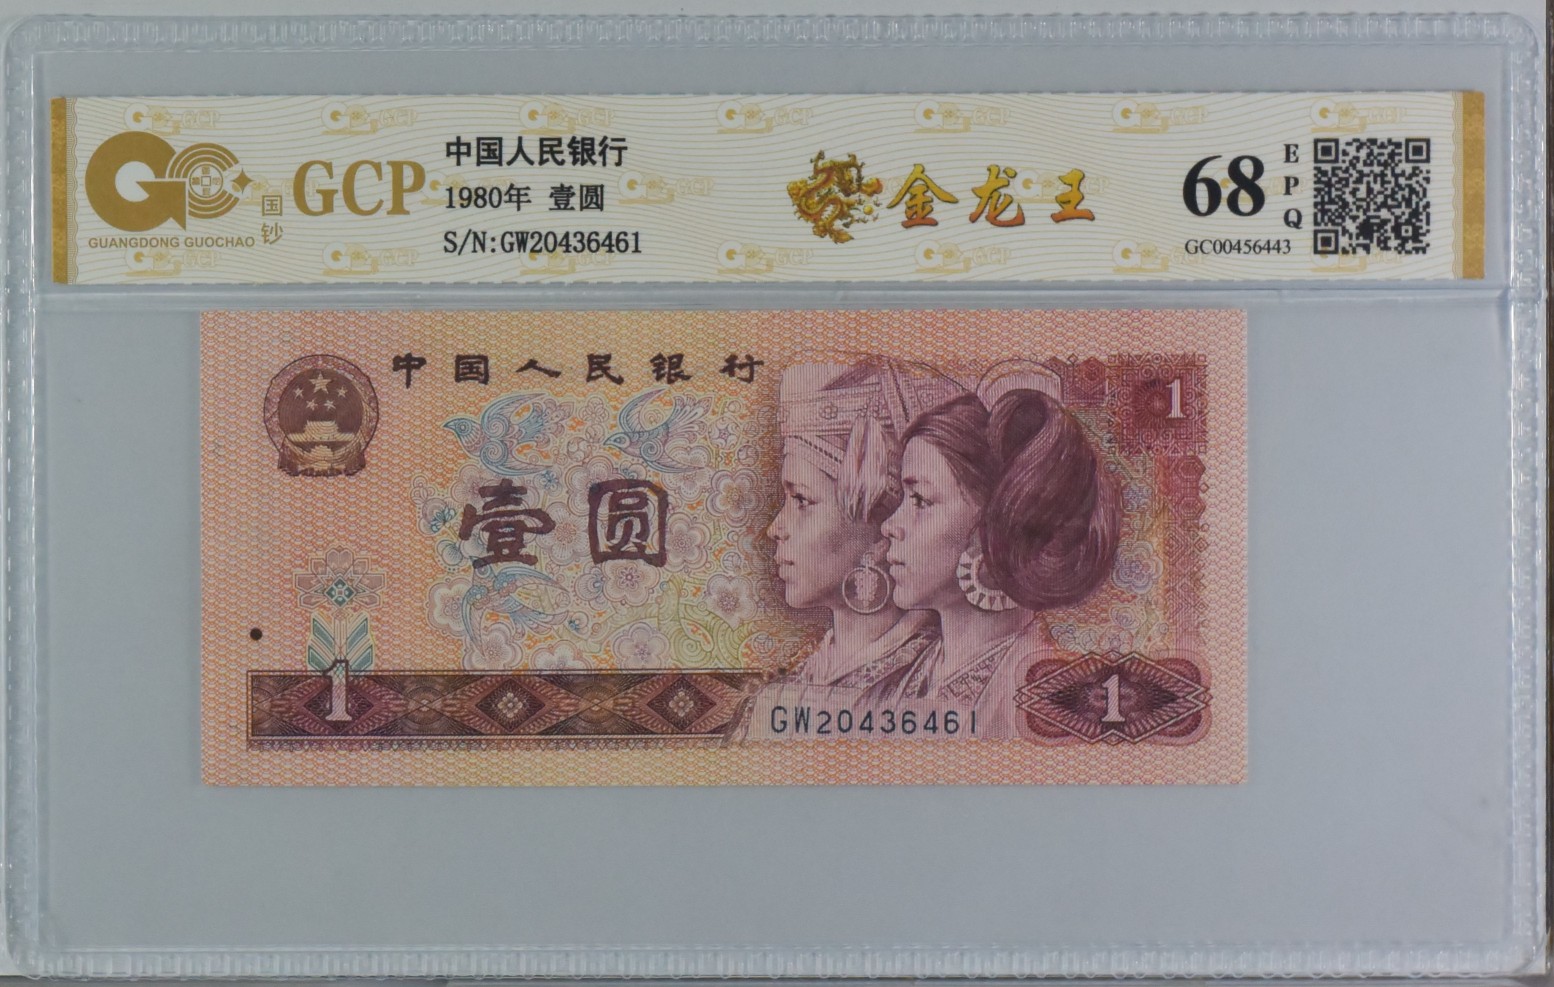 中国人民银行
1980年 壹圆
S/N:GW20436461
GCP
国钞
GUANGDONG GUOCHAO
金龙王
68
EPQ
GC00456443
中国人民银行
1
壹圆
1
GW20436461
1